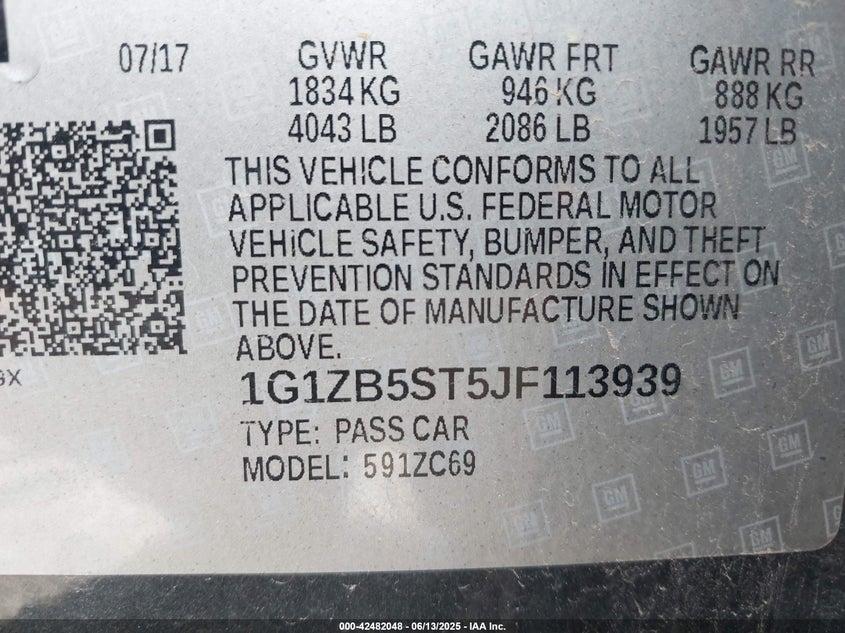 07/17 GVWR GAWR FRT GAWR RR
1834 KG 946 KG 888 KG
4043 LB 2086 LB 1957 LB
THIS VEHICLE CONFORMS TO ALL
APPLICABLE U.S. FEDERAL MOTOR
VEHICLE SAFETY, BUMPER, AND THEFT
PREVENTION STANDARDS IN EFFECT ON
THE DATE OF MANUFACTURE SHOWN
ABOVE.
1G1ZB5ST5JF113939
TYPE: PASS CAR
MODEL: 591ZC69
GM
000-42482048 - 06/13/2025 - IAA Inc.